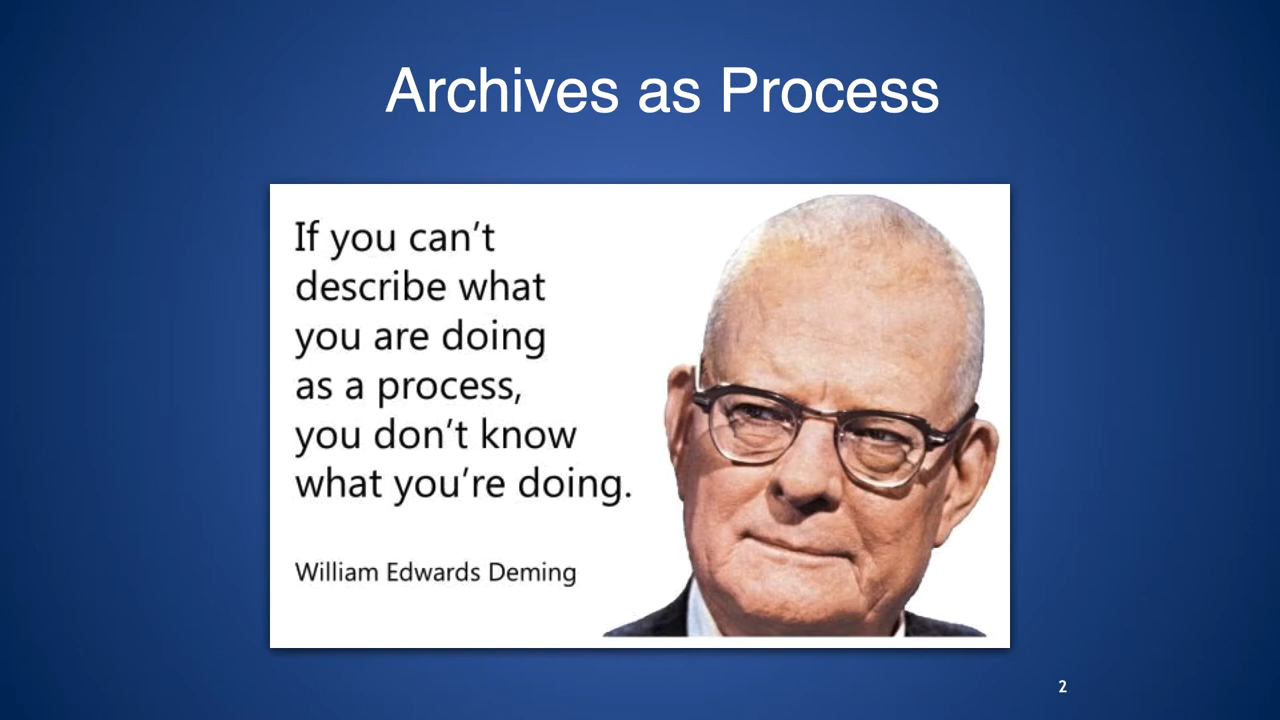 Archives as Process
If you can’t
describe what
you are doing
as a process,
you don’t know
what you’re doing.
William Edwards Deming
2